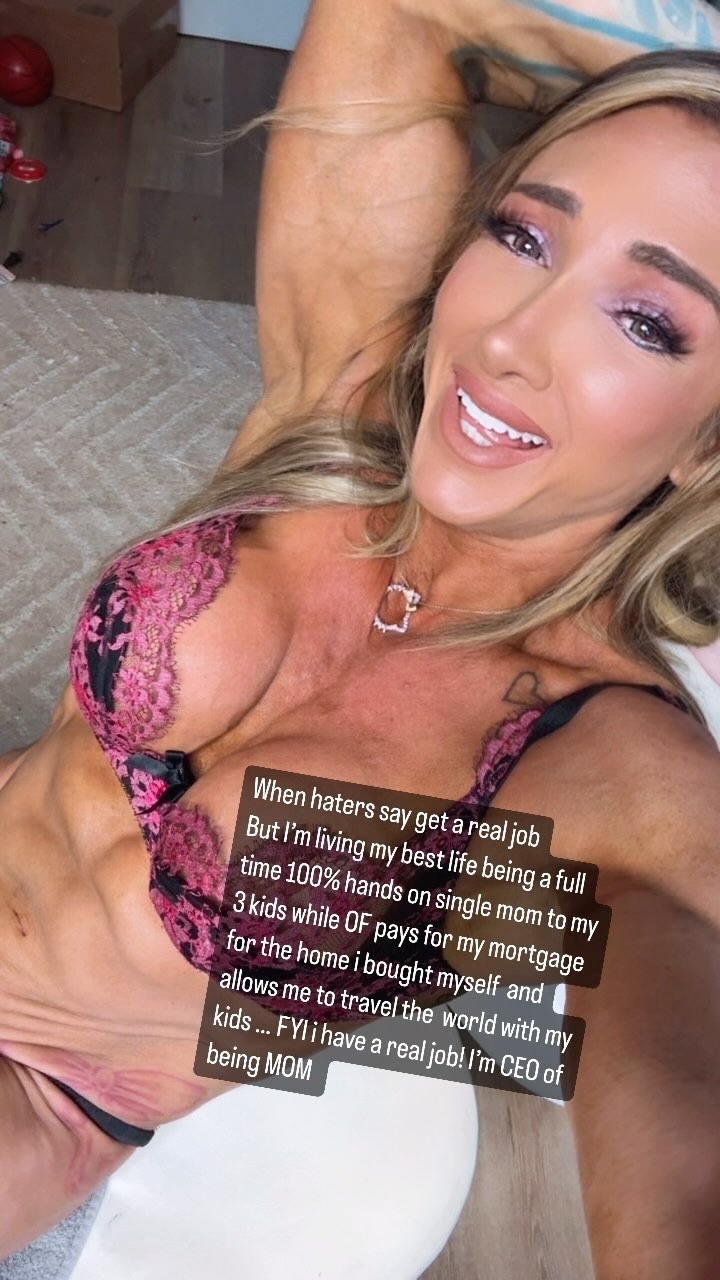 When haters say get a real job
But I'm living my best life being a full
time 100% hands on single mom to my
3 kids while OF pays for my mortgage
for the home i bought myself and
allows me to travel the world with my
kids ... FYI i have a real job! I'm CEO of
being MOM